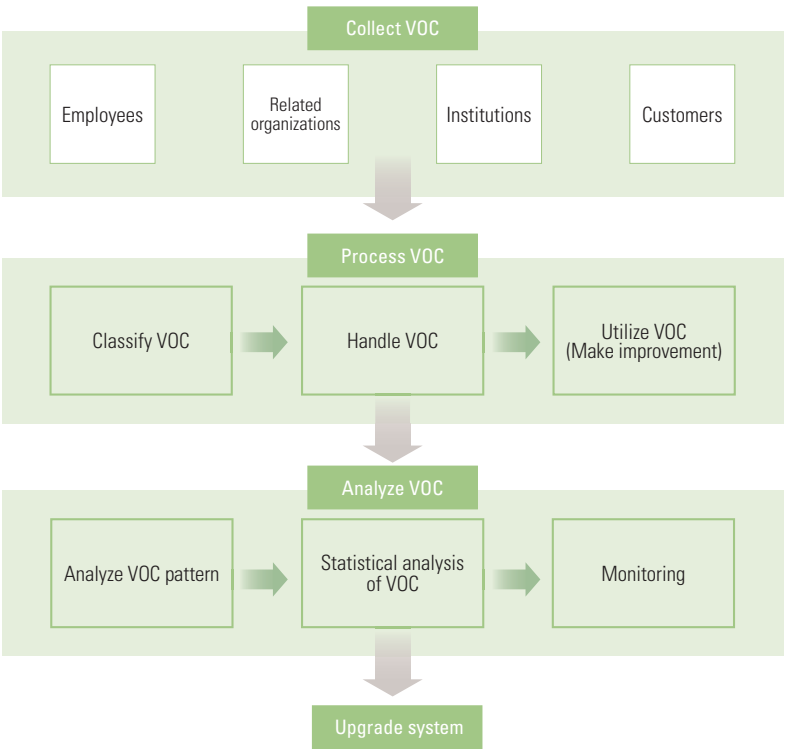 Collect VOC
Employees
Related
organizations
Institutions
Customers
Process VOC
Classify VOC
Handle VOC
Utilize VOC
(Make improvement)
Analyze VOC
Analyze VOC pattern
Statistical analysis
of VOC
Monitoring
Upgrade system